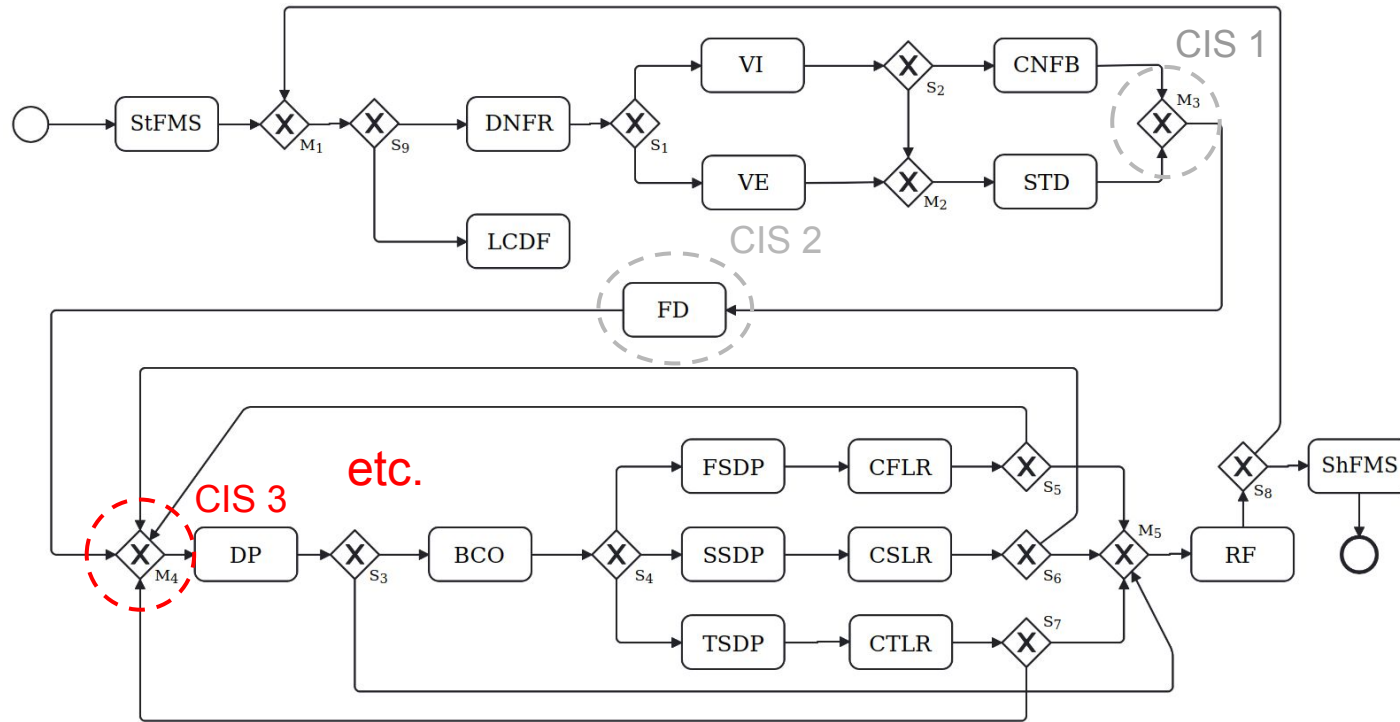 CIS 1
VI
CNFB
S2
M3
StFMS
DNFR
M1
S9
S1
VE
STD
M2
LCDF
CIS 2
FD
etc.
CIS 3
FSDP
CFLR
S5
S8
ShFMS
M5
DP
BCO
SSDP
CSLR
RF
M4
S3
S4
S6
S7
TSDP
CTLR